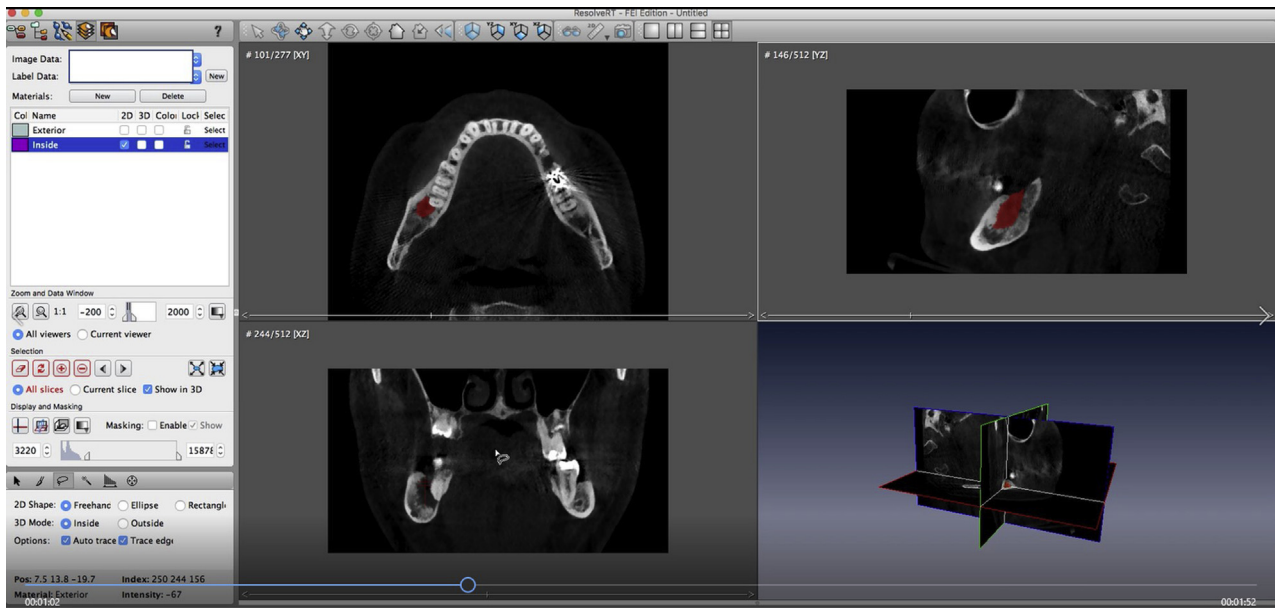 ResolveRT - FEI Edition - Untitled
?
Image Data:
Label Data: New
Materials: New Delete
Col Name 2D 3D Color Lock Selec
Exterior Select
Inside Select
Zoom and Data Window
1:1 -200 2000
All viewers Current viewer
Selection
All slices Current slice Show in 3D
Display and Masking
Masking: Enable Show
3220 15878
2D Shape: Freehand Ellipse Rectangle
3D Mode: Inside Outside
Options: Auto trace Trace edge
Pos: 7.5 13.8 -19.7 Index: 250 244 156
Material: Exterior Intensity: -67
00:01:02
# 101/277 [XY]
# 146/512 [YZ]
# 244/512 [XZ]
00:01:52